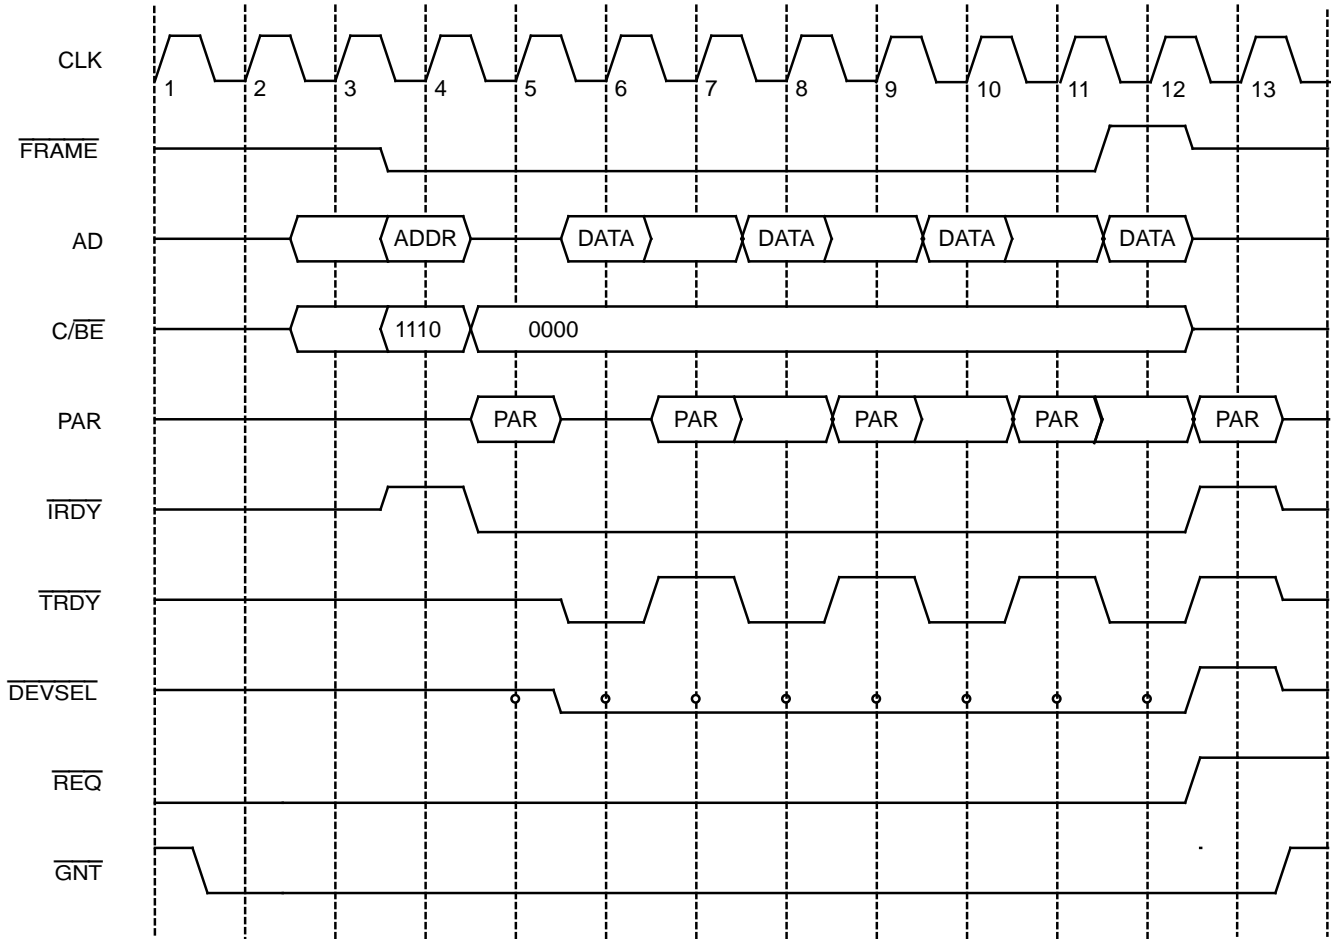 CLK
1 2 3 4 5 6 7 8 9 10 11 12 13
FRAME
AD ADDR DATA DATA DATA DATA
C/BE 1110 0000
PAR PAR PAR PAR PAR PAR
IRDY
TRDY
DEVSEL
REQ
GNT